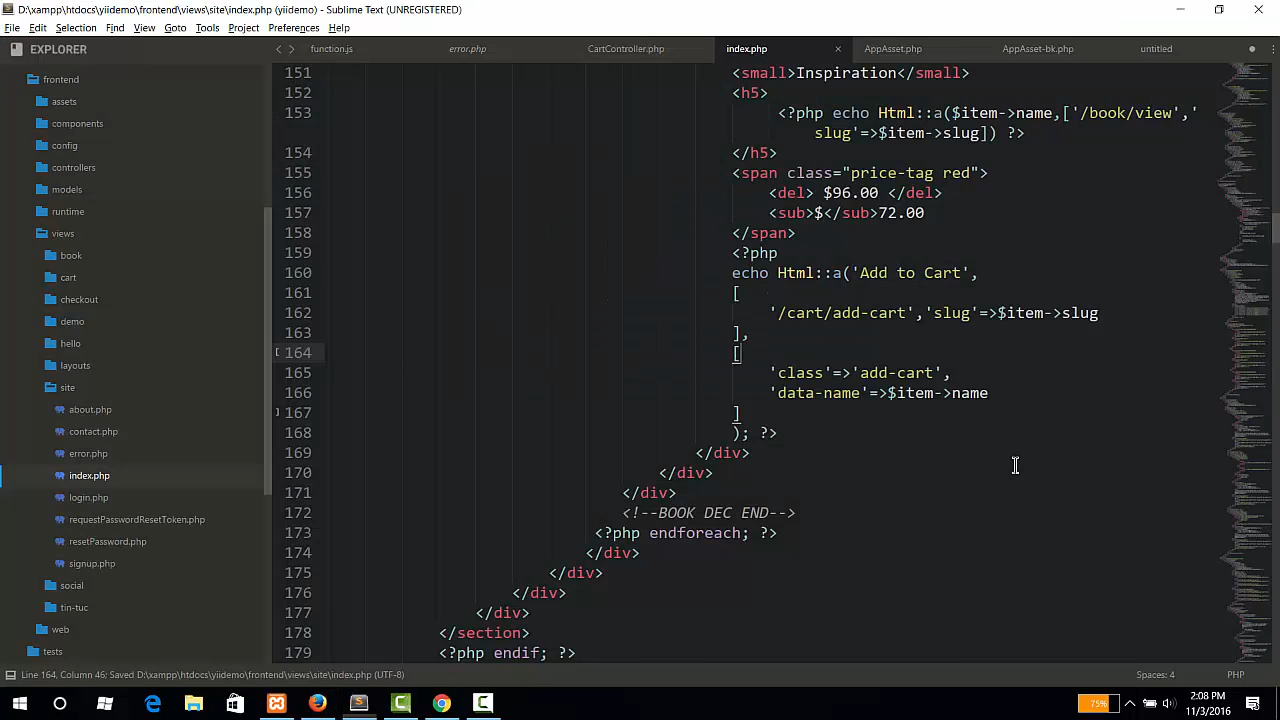 D:\xampp\htdocs\yiidemo\frontend\views\site\index.php (yiidemo) - Sublime Text (UNREGISTERED)
File Edit Selection Find View Goto Tools Project Preferences Help
EXPLORER
function.js error.php CartController.php index.php × AppAsset.php AppAsset-bk.php untitled
frontend
assets
components
config
controllers
models
runtime
views
book
cart
checkout
demo
hello
layouts
site
about.php
contact.php
error.php
index.php
login.php
requestPasswordResetToken.php
resetPassword.php
signup.php
social
tin-tuc
web
tests
151 <small>Inspiration</small>
152 <h5>
153 <?php echo Html::a($item->name,['/book/view','
slug'=>$item->slug]) ?>
154 </h5>
155 <span class="price-tag red">
156 <del> $96.00 </del>
157 <sub>$</sub>72.00
158 </span>
159 <?php
160 echo Html::a('Add to Cart',
161 [
162 '/cart/add-cart','slug'=>$item->slug
163 ],
164 [
165 'class'=>'add-cart',
166 'data-name'=>$item->name
167 ]
168 ); ?>
169 </div>
170 </div>
171 </div>
172 <!--BOOK DEC END-->
173 <?php endforeach; ?>
174 </div>
175 </div>
176 </div>
177 </div>
178 </section>
179 <?php endif; ?>
Line 164, Column 46; Saved D:\xampp\htdocs\yiidemo\frontend\views\site\index.php (UTF-8) Spaces: 4 PHP
75% 2:08 PM
11/3/2016